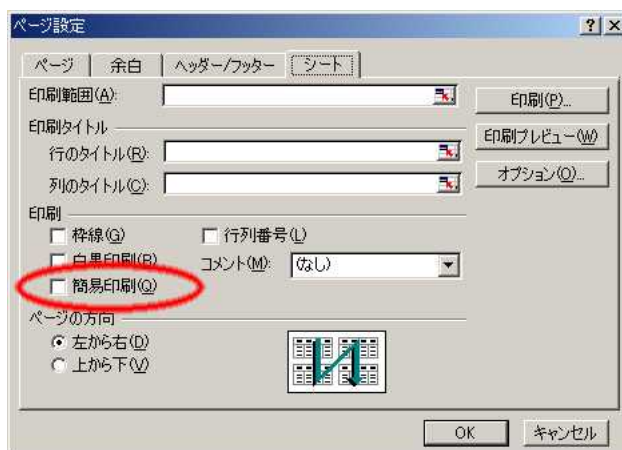 ページ設定
ページ 余白 ヘッダー/フッター シート
印刷範囲(A):
印刷(P)...
印刷タイトル
印刷プレビュー(W)
行のタイトル(R):
オプション(O)...
列のタイトル(C):
印刷
枠線(G) 行列番号(L)
白黒印刷(B) コメント(M): (なし)
簡易印刷(Q)
ページの方向
左から右(D)
上から下(V)
OK キャンセル